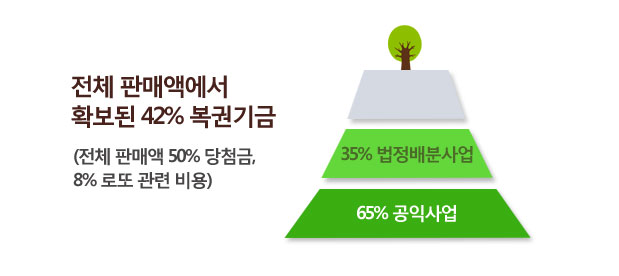 전체 판매액에서
확보된 42% 복권기금
(전체 판매액 50% 당첨금,
8% 로또 관련 비용)
35% 법정배분사업
65% 공익사업